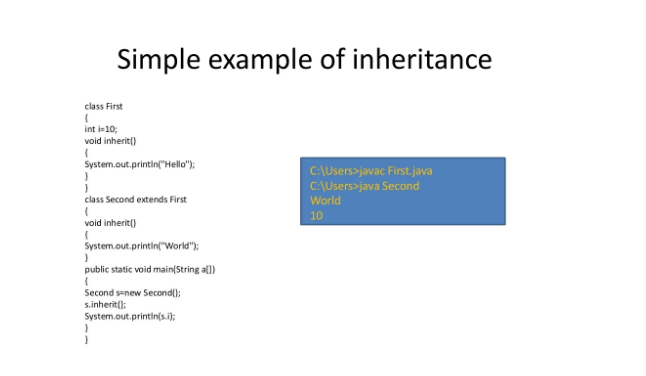 Simple example of inheritance
class First
{
int i=10;
void inherit()
{
System.out.println("Hello");
}
}
class Second extends First
{
void inherit()
{
System.out.println("World");
}
public static void main(String a[])
{
Second s=new Second();
s.inherit();
System.out.println(s.i);
}
}
C:\Users>javac First.java
C:\Users>java Second
World
10